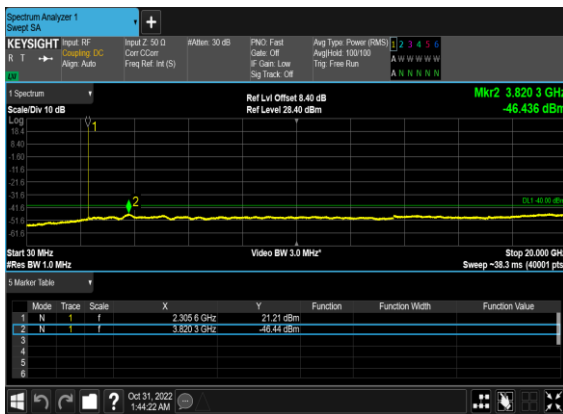 Spectrum Analyzer 1
Swept SA
KEYSIGHT Input: RF Input Z: 50 Ω #Atten: 30 dB PNO: Fast Avg Type: Power (RMS) 1 2 3 4 5 6
R T Coupling: DC Corr CCorr Gate: Off Avg|Hold: 100/100 A W W W W W
Align: Auto Freq Ref: Int (S) IF Gain: Low Trig: Free Run A N N N N N
LXI Sig Track: Off
1 Spectrum Ref Lvl Offset 8.40 dB Mkr2 3.820 3 GHz
Scale/Div 10 dB Ref Level 28.40 dBm -46.436 dBm
Log
1
18.4
8.40
-1.60
-11.6
-21.6
-31.6
2 DL1 -40.00 dBm
-41.6
-51.6
-61.6
Start 30 MHz Video BW 3.0 MHz* Stop 20.000 GHz
#Res BW 1.0 MHz Sweep ~38.3 ms (40001 pts)
5 Marker Table
Mode Trace Scale X Y Function Function Width Function Value
1 N 1 f 2.305 6 GHz 21.21 dBm
2 N 1 f 3.820 3 GHz -46.44 dBm
3
4
5
6
? Oct 31, 2022
1:44:22 AM